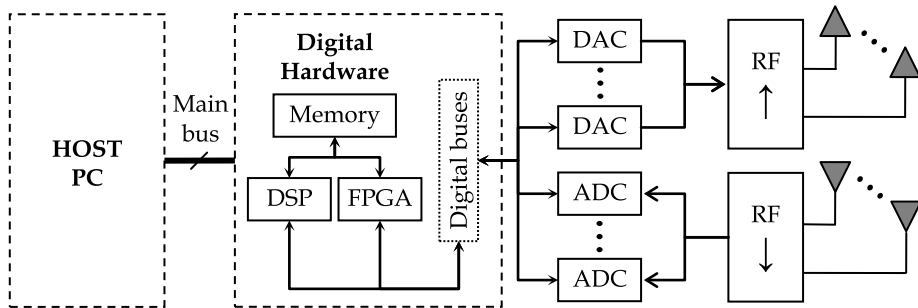 HOST
PC
Main
bus
Digital
Hardware
Memory
DSP
FPGA
Digital buses
DAC
DAC
ADC
ADC
RF
RF